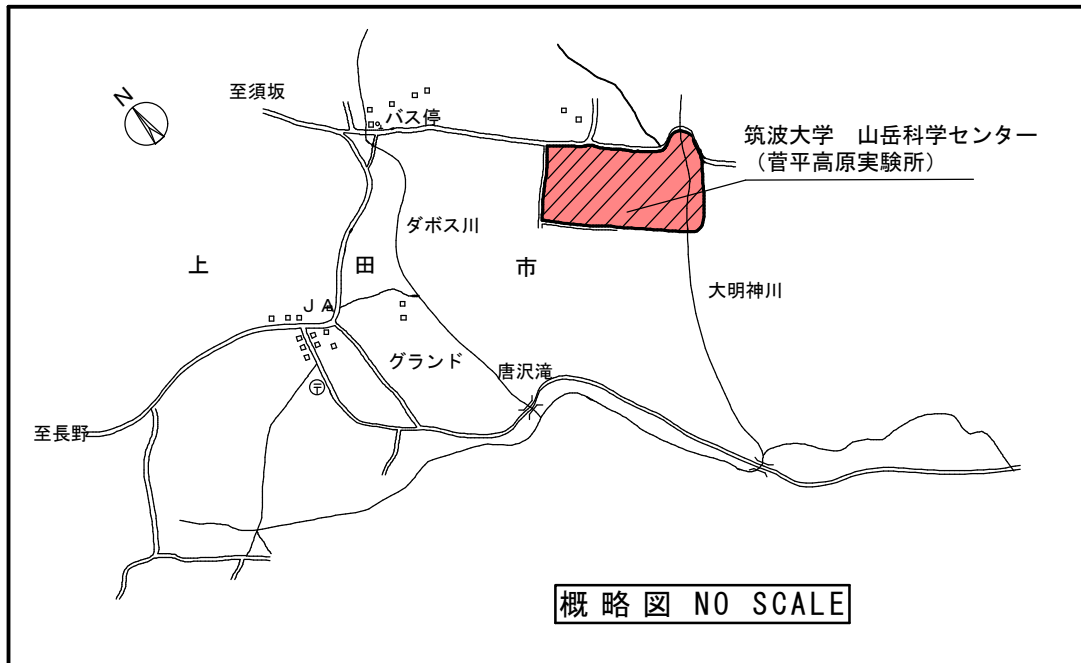 N
至須坂
バス停
筑波大学 山岳科学センター
(菅平高原実験所)
ダボス川
上田市
大明神川
JA
グランド
唐沢滝
〒
至長野
概略図 NO SCALE